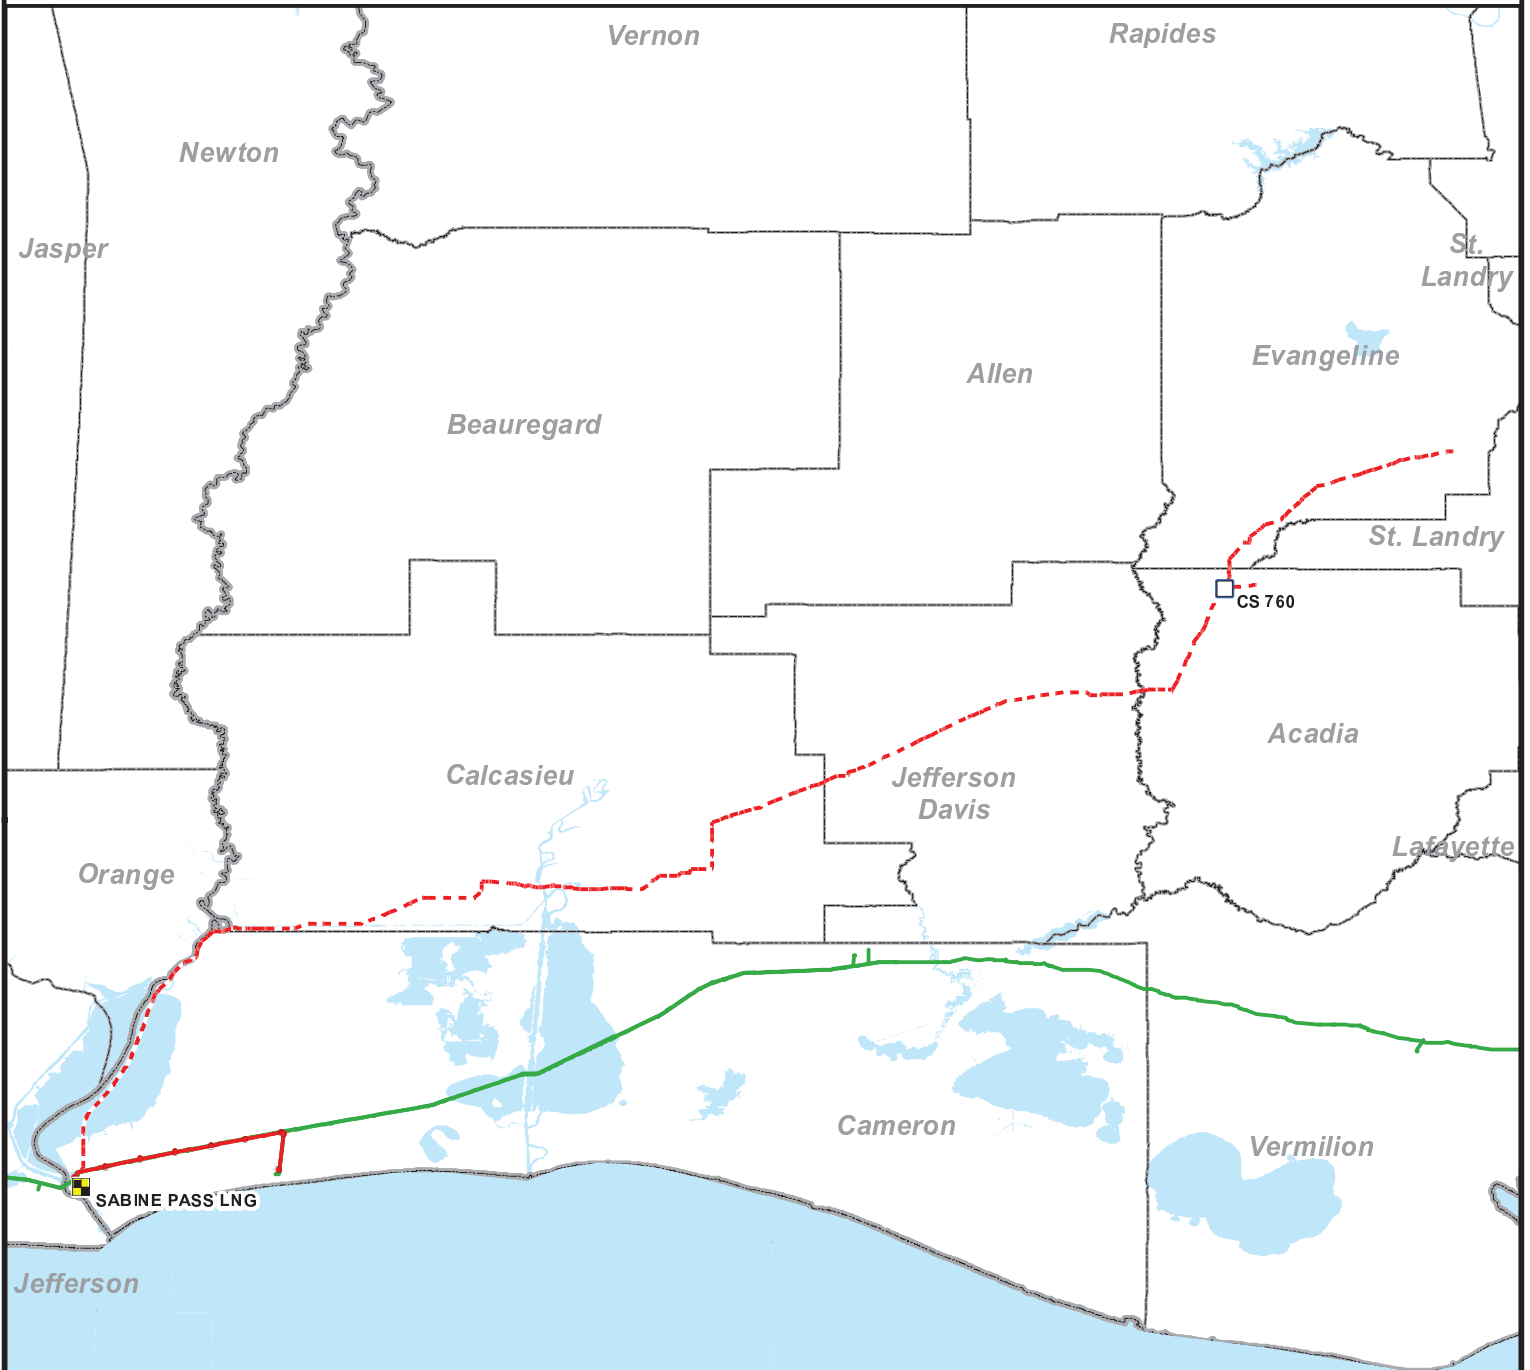 Vernon
Rapides
Newton
Jasper
St.
Landry
Evangeline
Allen
Beauregard
St. Landry
CS 760
Acadia
Calcasieu
Jefferson
Davis
Lafayette
Orange
Cameron
Vermilion
SABINE PASS LNG
Jefferson